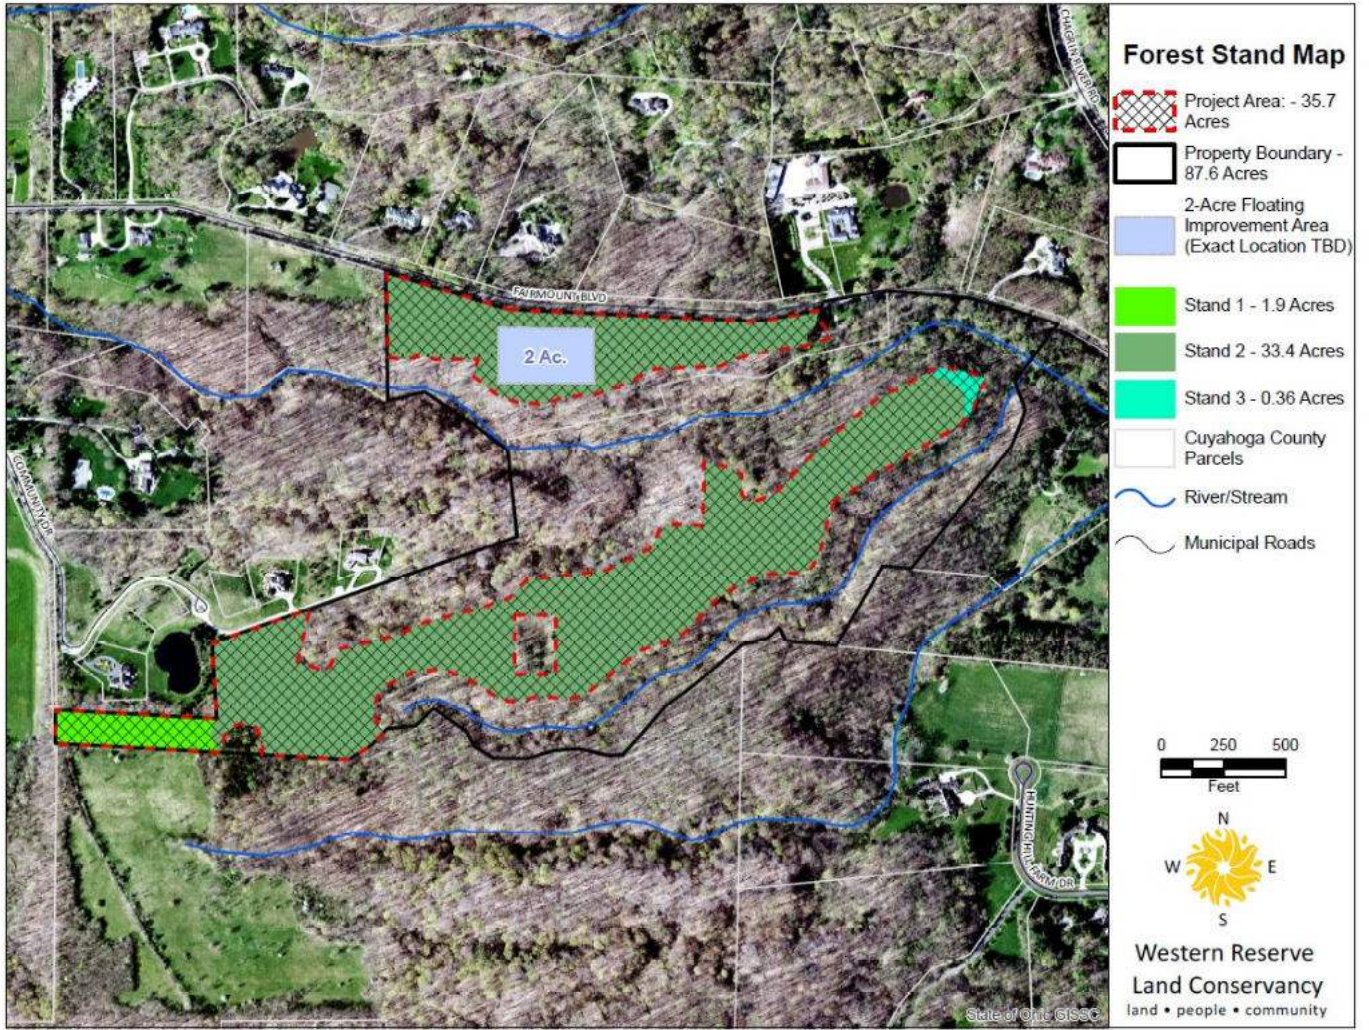 CHAGRIN RIVER RD
FAIRMOUNT BLVD
2 Ac.
COMMUNITY DR
HUNTING HILL FARM DR
State of Ohio GISSC
Forest Stand Map
Project Area: - 35.7
Acres
Property Boundary -
87.6 Acres
2-Acre Floating
Improvement Area
(Exact Location TBD)
Stand 1 - 1.9 Acres
Stand 2 - 33.4 Acres
Stand 3 - 0.36 Acres
Cuyahoga County
Parcels
River/Stream
Municipal Roads
0 250 500
Feet
N
W E
S
Western Reserve
Land Conservancy
land • people • community